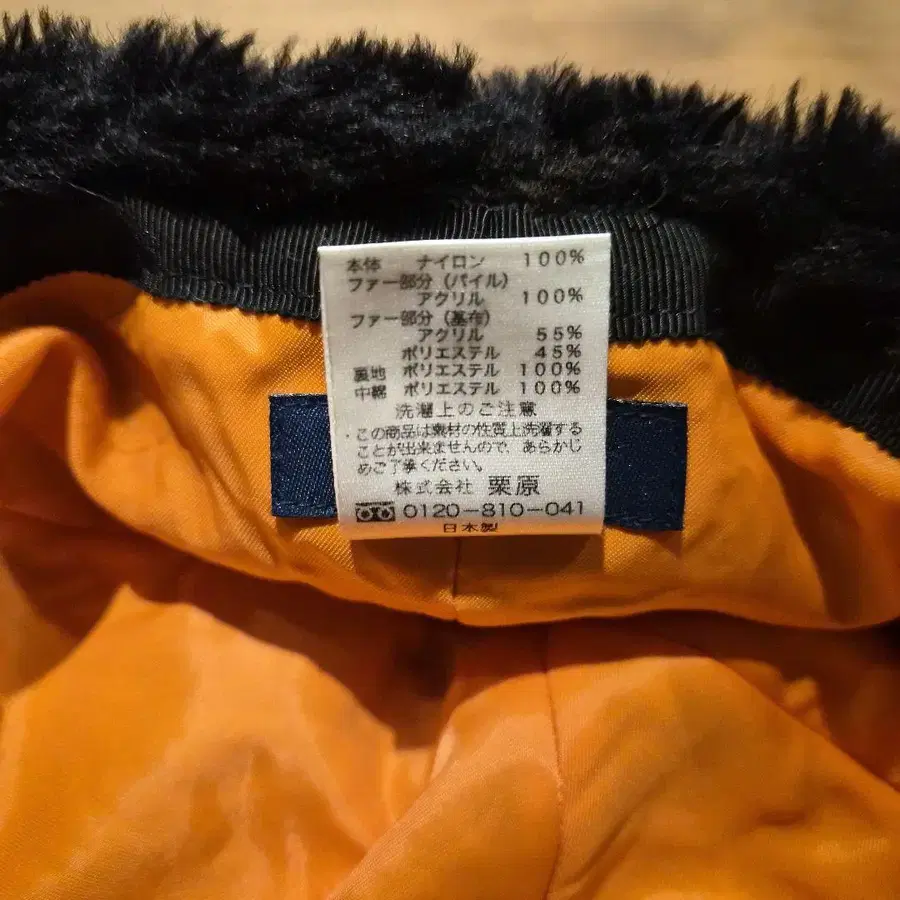 本体 ナイロン 100%
ファー部分(パイル)
アクリル 100%
ファー部分(基布)
アクリル 55%
ポリエステル 45%
裏地 ポリエステル 100%
中綿 ポリエステル 100%
洗濯上のご注意
・この商品は素材の性質上洗濯する
ことが出来ませんので、あらかじ
めご了承ください。
株式会社 栗原
0120-810-041
日本製